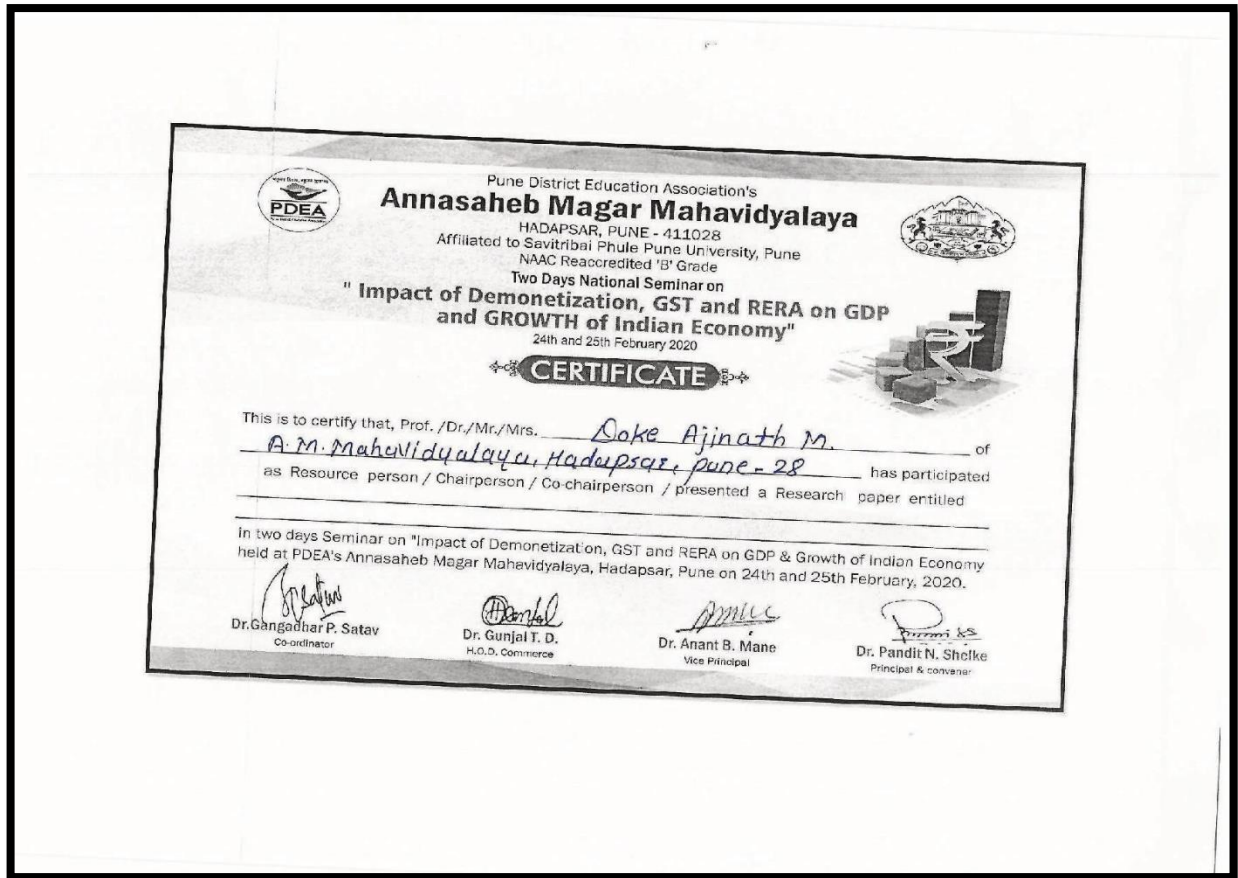 PDEA
Pune District Education Association's
Annasaheb Magar Mahavidyalaya
HADAPSAR, PUNE - 411028
Affiliated to Savitribai Phule Pune University, Pune
NAAC Reaccredited 'B' Grade
Two Days National Seminar on
" Impact of Demonetization, GST and RERA on GDP
and GROWTH of Indian Economy"
24th and 25th February 2020
CERTIFICATE
This is to certify that, Prof. /Dr./Mr./Mrs. Doke Ajinath M. of
A. M. Mahavidyalaya, Hadapsar, pune - 28 has participated
as Resource person / Chairperson / Co-chairperson / presented a Research paper entitled
in two days Seminar on "Impact of Demonetization, GST and RERA on GDP & Growth of Indian Economy
held at PDEA's Annasaheb Magar Mahavidyalaya, Hadapsar, Pune on 24th and 25th February, 2020.
Dr.Gangadhar P. Satav
Co-ordinator
Dr. Gunjal T. D.
H.O.D. Commerce
Dr. Anant B. Mane
Vice Principal
Dr. Pandit N. Shelke
Principal & convener